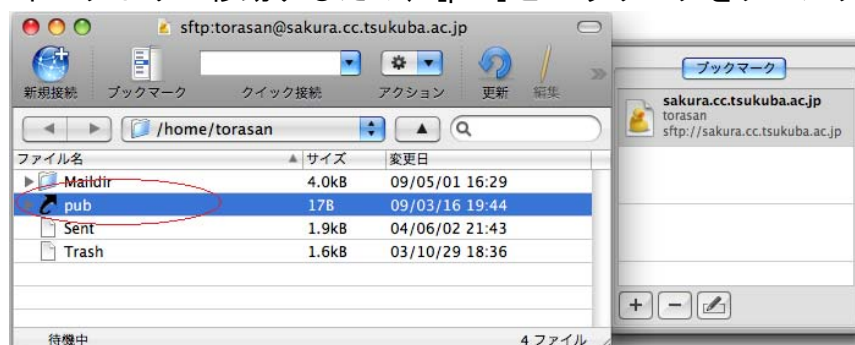 sftp:torasan@sakura.cc.tsukuba.ac.jp
新規接続 ブックマーク クイック接続 アクション 更新 編集
/home/torasan
ファイル名 サイズ 変更日
Maildir 4.0kB 09/05/01 16:29
pub 17B 09/03/16 19:44
Sent 1.9kB 04/06/02 21:43
Trash 1.6kB 03/10/29 18:36
待機中 4 ファイル
ブックマーク
sakura.cc.tsukuba.ac.jp
torasan
sftp://sakura.cc.tsukuba.ac.jp